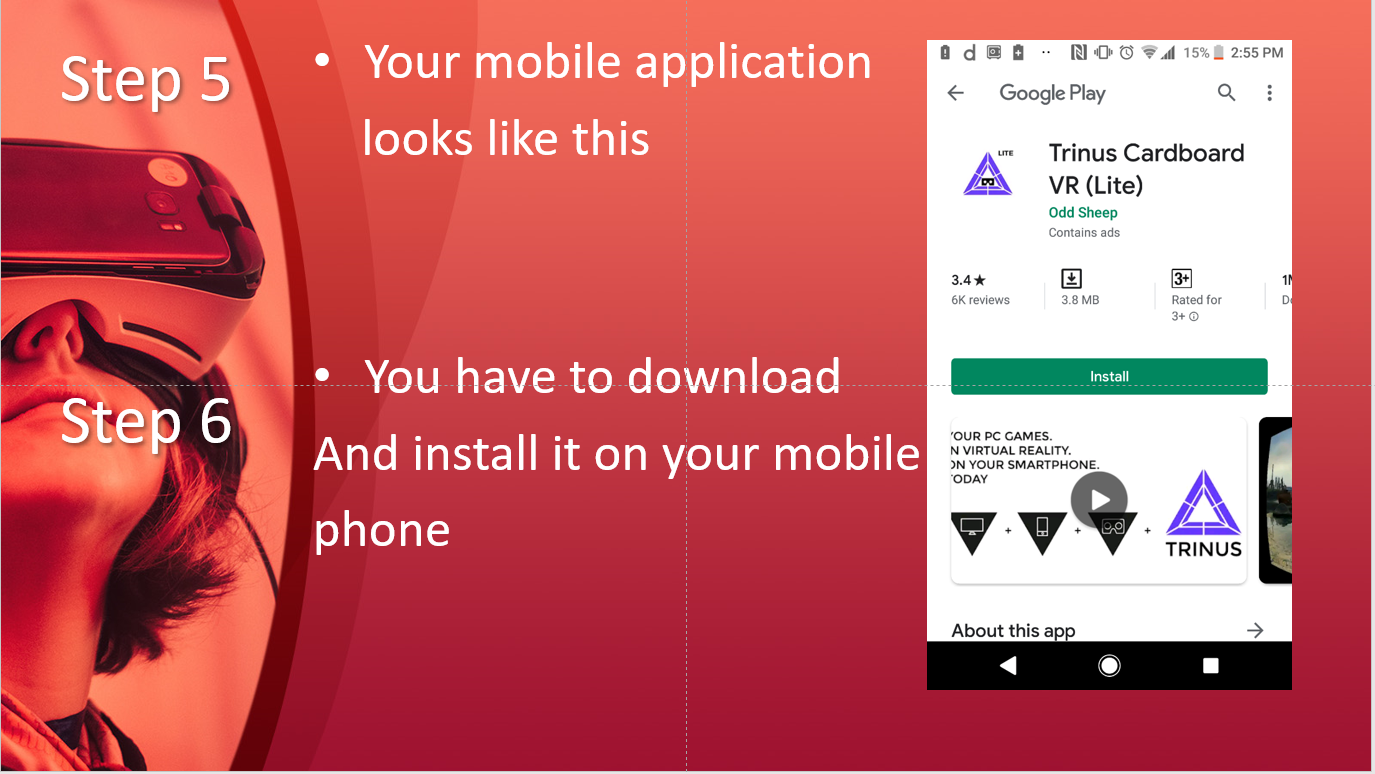 Step 5
• Your mobile application
looks like this
Step 6
• You have to download
And install it on your mobile
phone
15% 2:55 PM
Google Play
LITE
Trinus Cardboard
VR (Lite)
Odd Sheep
Contains ads
3.4★
6K reviews
3.8 MB
3+
Rated for
3+
Install
YOUR PC GAMES.
N VIRTUAL REALITY.
ON YOUR SMARTPHONE.
TODAY
+ + +
TRINUS
About this app